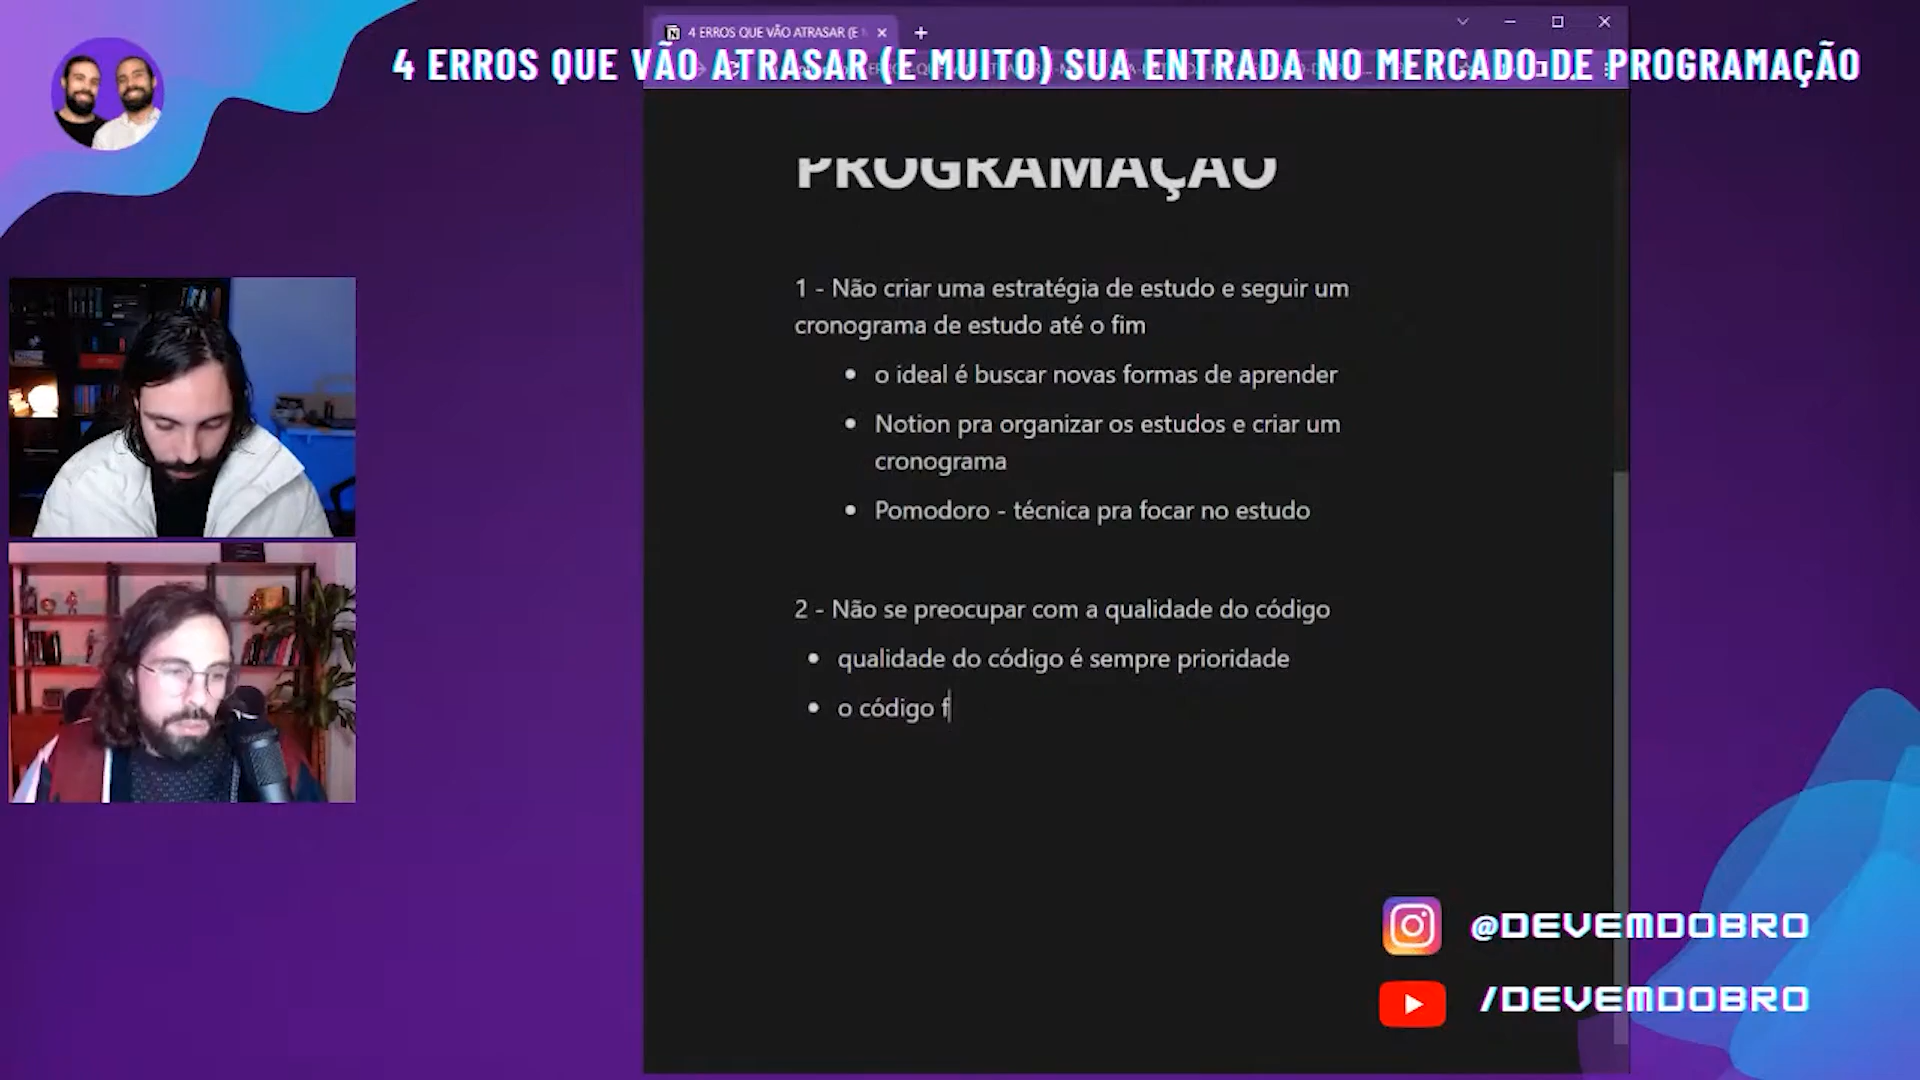 4 ERROS QUE VÃO ATRASAR (E
4 ERROS QUE VÃO ATRASAR (E MUITO) SUA ENTRADA NO MERCADO DE PROGRAMAÇÃO
PROGRAMAÇÃO
1 - Não criar uma estratégia de estudo e seguir um
cronograma de estudo até o fim
• o ideal é buscar novas formas de aprender
• Notion pra organizar os estudos e criar um
cronograma
• Pomodoro - técnica pra focar no estudo
2 - Não se preocupar com a qualidade do código
• qualidade do código é sempre prioridade
• o código f
@DEVEMDOBRO
/DEVEMDOBRO